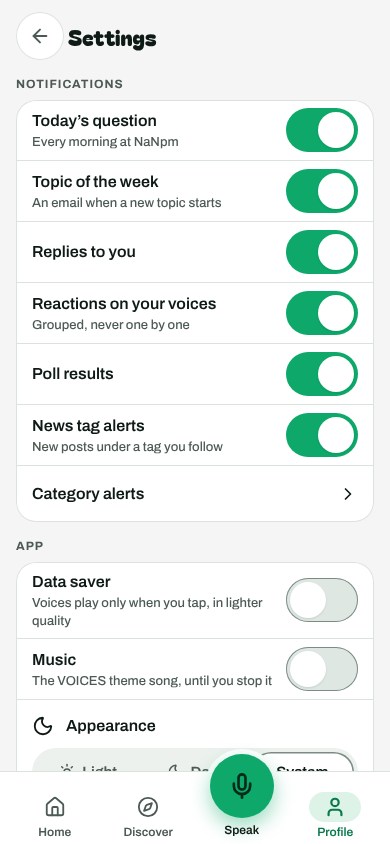 Settings
NOTIFICATIONS
Today’s question
Every morning at NaNpm
Topic of the week
An email when a new topic starts
Replies to you
Reactions on your voices
Grouped, never one by one
Poll results
News tag alerts
New posts under a tag you follow
Category alerts
APP
Data saver
Voices play only when you tap, in lighter
quality
Music
The VOICES theme song, until you stop it
Appearance
Light
System
Home
Discover
Speak
Profile